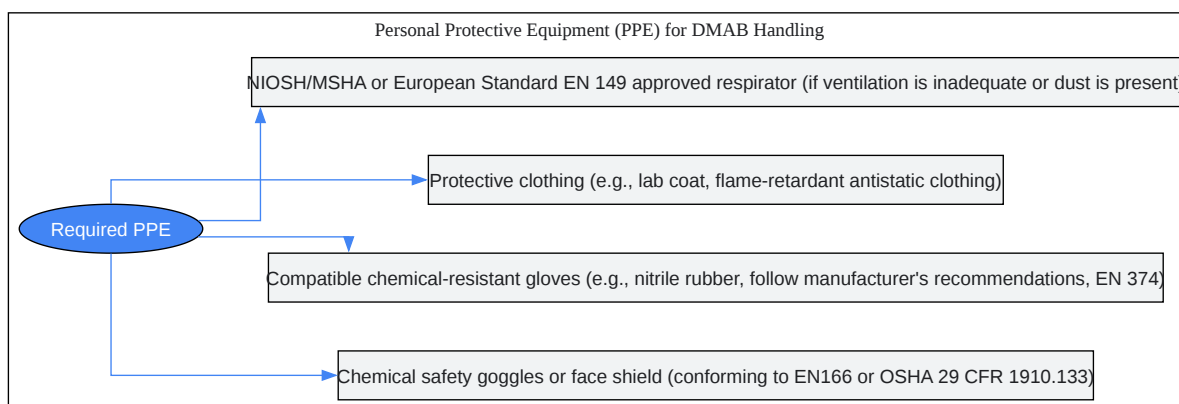 Personal Protective Equipment (PPE) for DMAB Handling
NIOSH/MSHA or European Standard EN 149 approved respirator (if ventilation is inadequate or dust is present)
Protective clothing (e.g., lab coat, flame-retardant antistatic clothing)
Required PPE
Compatible chemical-resistant gloves (e.g., nitrile rubber, follow manufacturer's recommendations, EN 374)
Chemical safety goggles or face shield (conforming to EN166 or OSHA 29 CFR 1910.133)